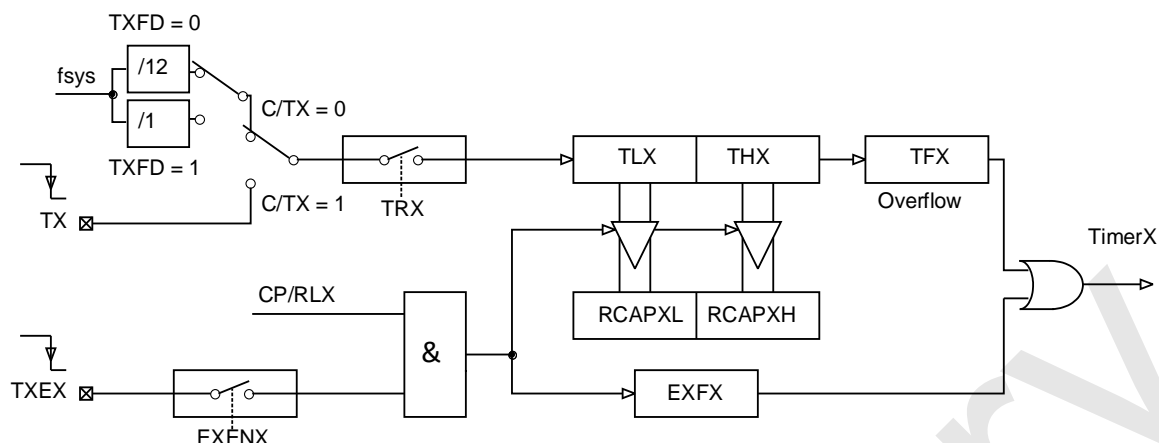 TXFD = 0
/12
fsys
C/TX = 0
/1
TXFD = 1
TLX
THX
TFX
TX
C/TX = 1
TRX
Overflow
TimerX
CP/RLX
RCAPXL
RCAPXH
&
TXEX
EXFX
EXENX